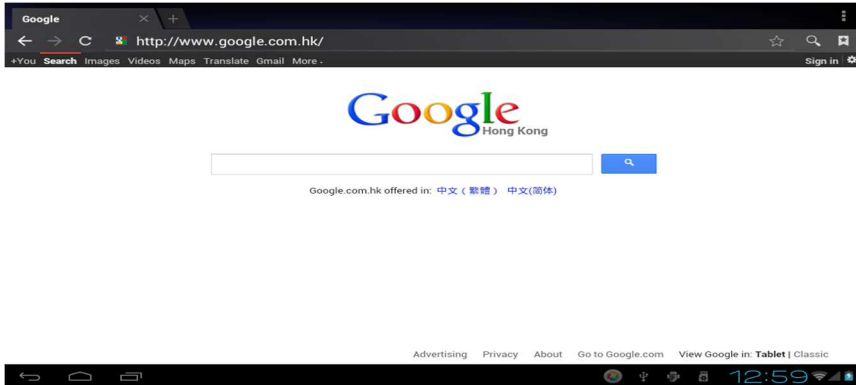 Google
http://www.google.com.hk/
+You Search Images Videos Maps Translate Gmail More Sign in
Google
Hong Kong
Google.com.hk offered in: 中文 ( 繁體 ) 中文(简体)
Advertising Privacy About Go to Google.com View Google in: Tablet | Classic
12:59